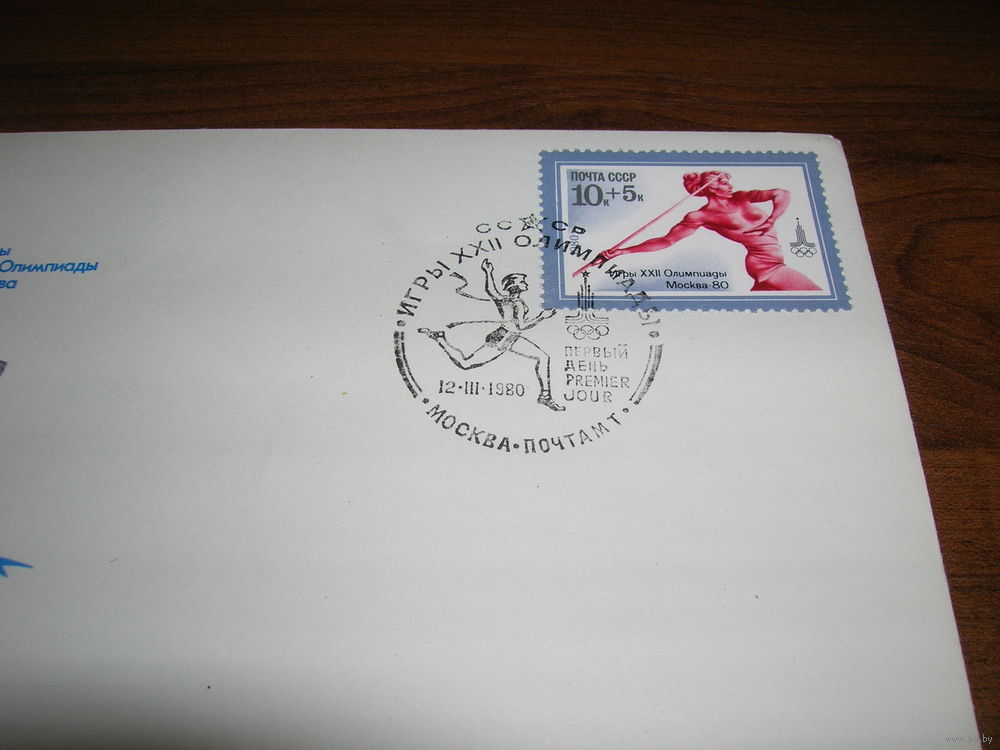 ПОЧТА СССР
10к+5к
Игры XXII Олимпиады
Москва-80
СССР
ИГРЫ XXII ОЛИМПИАДЫ
ПЕРВЫЙ
ДЕНЬ
PREMIER
JOUR
12·III·1980
МОСКВА·ПОЧТАМТ
ы
Олимпиады
ва